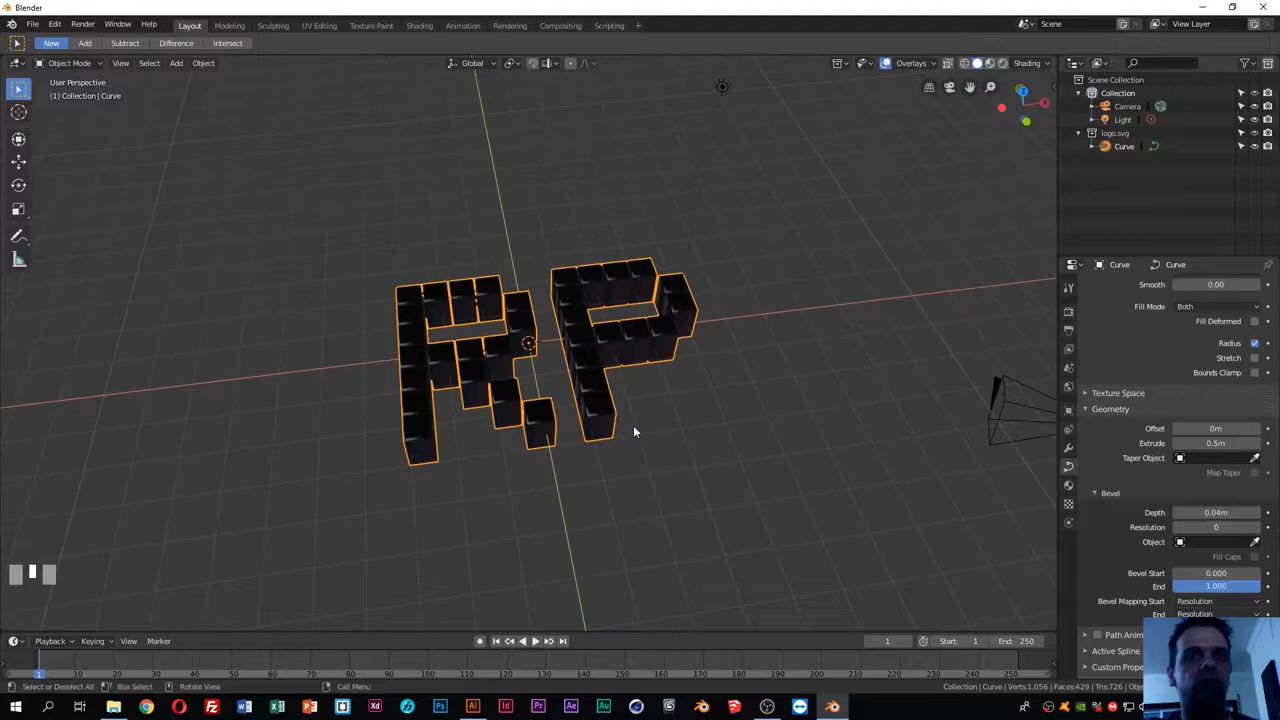 Blender
File Edit Render Window Help Layout Modeling Sculpting UV Editing Texture Paint Shading Animation Rendering Compositing Scripting Scene View Layer
New Add Subtract Difference Intersect
Object Mode View Select Add Object Global Overlays Shading
User Perspective
(1) Collection | Curve
Scene Collection
Collection
Camera
Light
logo.svg
Curve
Curve Curve
Smooth 0.00
Fill Mode Both
Fill Deformed
Radius
Stretch
Bounds Clamp
Texture Space
Geometry
Offset 0m
Extrude 0.5m
Taper Object
Map Taper
Bevel
Depth 0.04m
Resolution 0
Object
Fill Caps
Bevel Start 0.000
End 1.000
Bevel Mapping Start Resolution
End Resolution
Path Anim
Active Spline
Custom Prope
Playback Keying View Marker 1 Start: 1 End: 250
1 10 20 30 40 50 60 70 80 90 100 110 120 130 140 150 160 170 180 190 200 210 220 230 240 250
Select or Deselect All Box Select Rotate View Call Menu Collection | Curve | Verts:1,056 | Faces:429 | Tris:726 | Obj